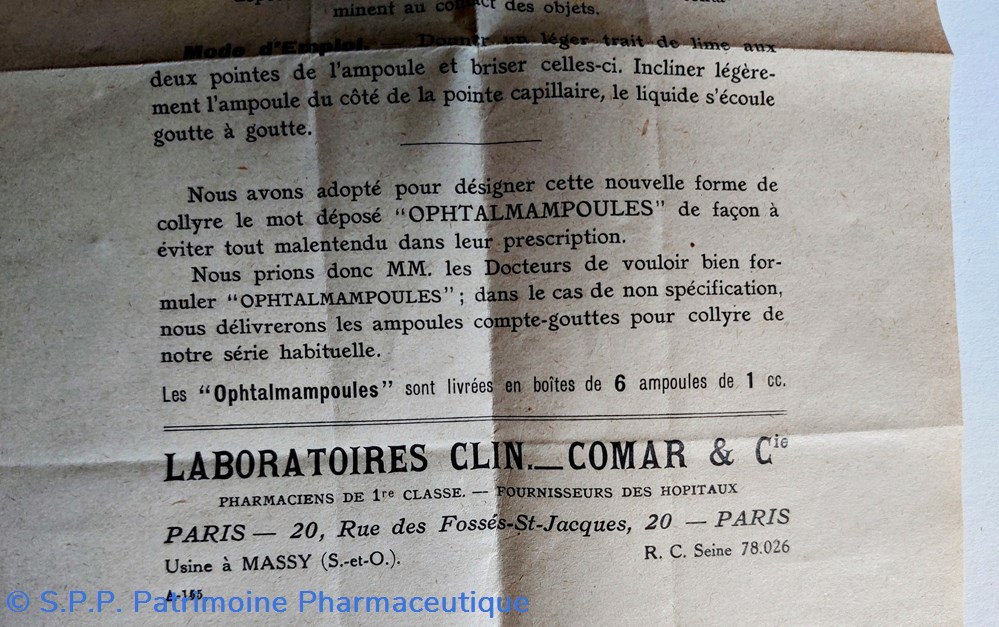 minent au contact des objets.
Mode d'Emploi. — Donner un léger trait de lime aux
deux pointes de l'ampoule et briser celles-ci. Incliner légère-
ment l'ampoule du côté de la pointe capillaire, le liquide s'écoule
goutte à goutte.
Nous avons adopté pour désigner cette nouvelle forme de
collyre le mot déposé "OPHTALMAMPOULES" de façon à
éviter tout malentendu dans leur prescription.
Nous prions donc MM. les Docteurs de vouloir bien for-
muler "OPHTALMAMPOULES"; dans le cas de non spécification,
nous délivrerons les ampoules compte-gouttes pour collyre de
notre série habituelle.
Les "Ophtalmampoules" sont livrées en boîtes de 6 ampoules de 1 cc.
LABORATOIRES CLIN._COMAR & Cie
PHARMACIENS DE 1re CLASSE. — FOURNISSEURS DES HOPITAUX
PARIS — 20, Rue des Fossés-St-Jacques, 20 — PARIS
Usine à MASSY (S.-et-O.). R. C. Seine 78.026
A-155
© S.P.P. Patrimoine Pharmaceutique